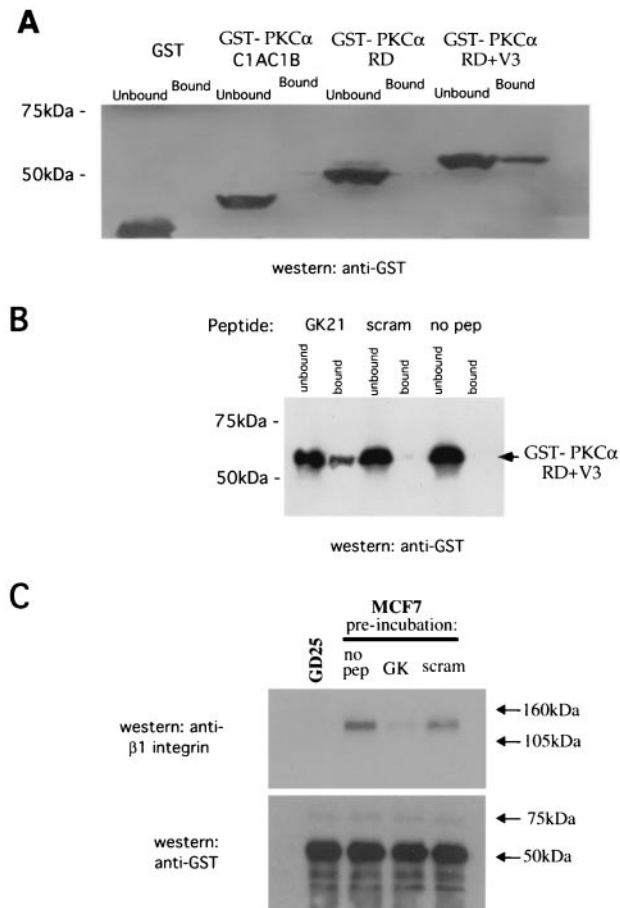 A
GST
GST- PKCα
C1AC1B
GST- PKCα
RD
GST- PKCα
RD+V3
Unbound
Bound
Unbound
Bound
Unbound
Bound
Unbound
Bound
75kDa -
50kDa -
western: anti-GST
B
Peptide:
GK21
scram
no pep
unbound
bound
unbound
bound
unbound
bound
75kDa -
50kDa -
GST- PKCα
RD+V3
western: anti-GST
C
MCF7
pre-incubation:
GD25
no
pep
GK
scram
western: anti-
β1 integrin
160kDa
105kDa
western:
anti-GST
75kDa
50kDa